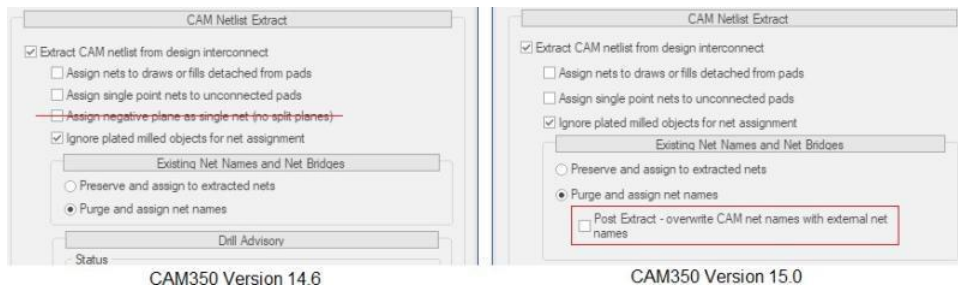 CAM Netlist Extract
Extract CAM netlist from design interconnect
Assign nets to draws or fills detached from pads
Assign single point nets to unconnected pads
Assign negative plane as single net (no split planes)
Ignore plated milled objects for net assignment
Existing Net Names and Net Bridges
Preserve and assign to extracted nets
Purge and assign net names
Drill Advisory
Status
CAM350 Version 14.6
CAM Netlist Extract
Extract CAM netlist from design interconnect
Assign nets to draws or fills detached from pads
Assign single point nets to unconnected pads
Ignore plated milled objects for net assignment
Existing Net Names and Net Bridges
Preserve and assign to extracted nets
Purge and assign net names
Post Extract - overwrite CAM net names with external net
names
CAM350 Version 15.0